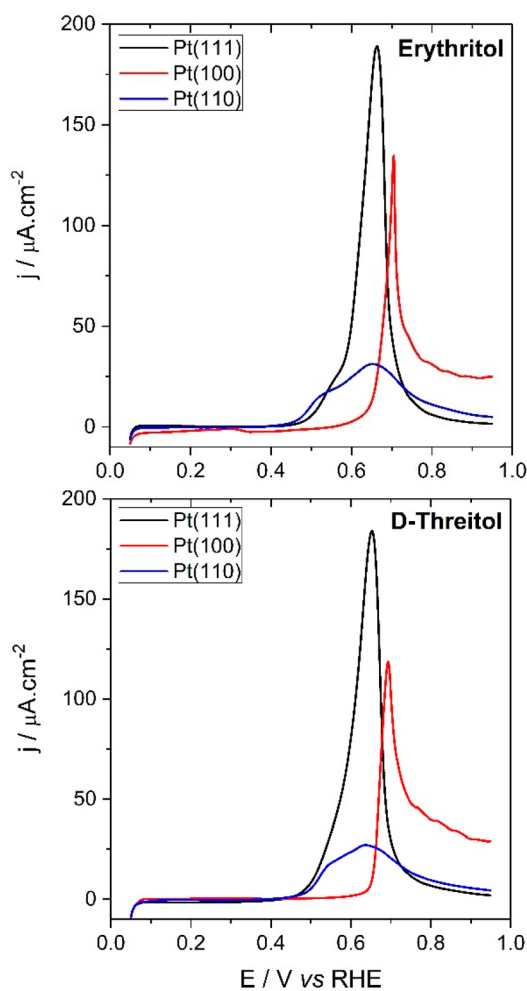 200
Pt(111)
Pt(100)
Pt(110)
Erythritol
150
100
50
0
j / μA.cm-2
0.0 0.2 0.4 0.6 0.8 1.0
200
Pt(111)
Pt(100)
Pt(110)
D-Threitol
150
100
50
0
j / μA.cm-2
0.0 0.2 0.4 0.6 0.8 1.0
E / V vs RHE